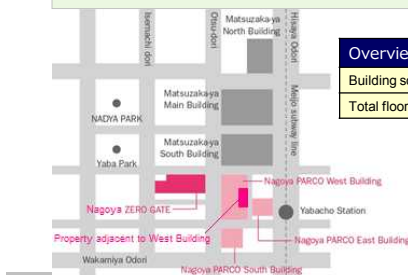 Isemachi dori
Otsu-dori
Hisaya Odori
Matsuzaka-ya
North Building
Overvie
Building s
Total floor
Matsuzaka-ya
Main Building
Meijo subway line
NADYA PARK
Matsuzaka-ya
South Building
Yaba Park
Nagoya PARCO West Building
Nagoya ZERO GATE
Yabacho Station
Property adjacent to West Building
Nagoya PARCO East Building
Wakamiya Odori
Nagoya PARCO South Building